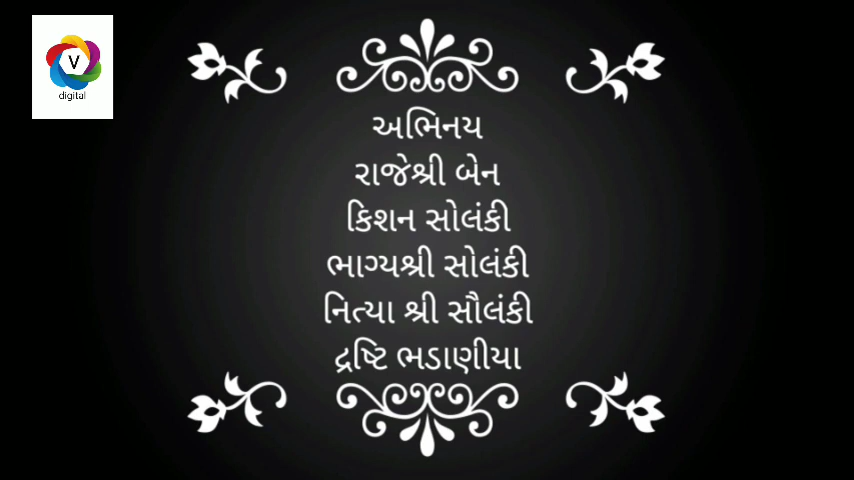 V
digital
અભિનય
રાજેશ્રી બેન
કિશન સોલંકી
ભાગ્યશ્રી સોલંકી
નિત્યા શ્રી સૌલંકી
દ્રષ્ટિ ભડાણીયા